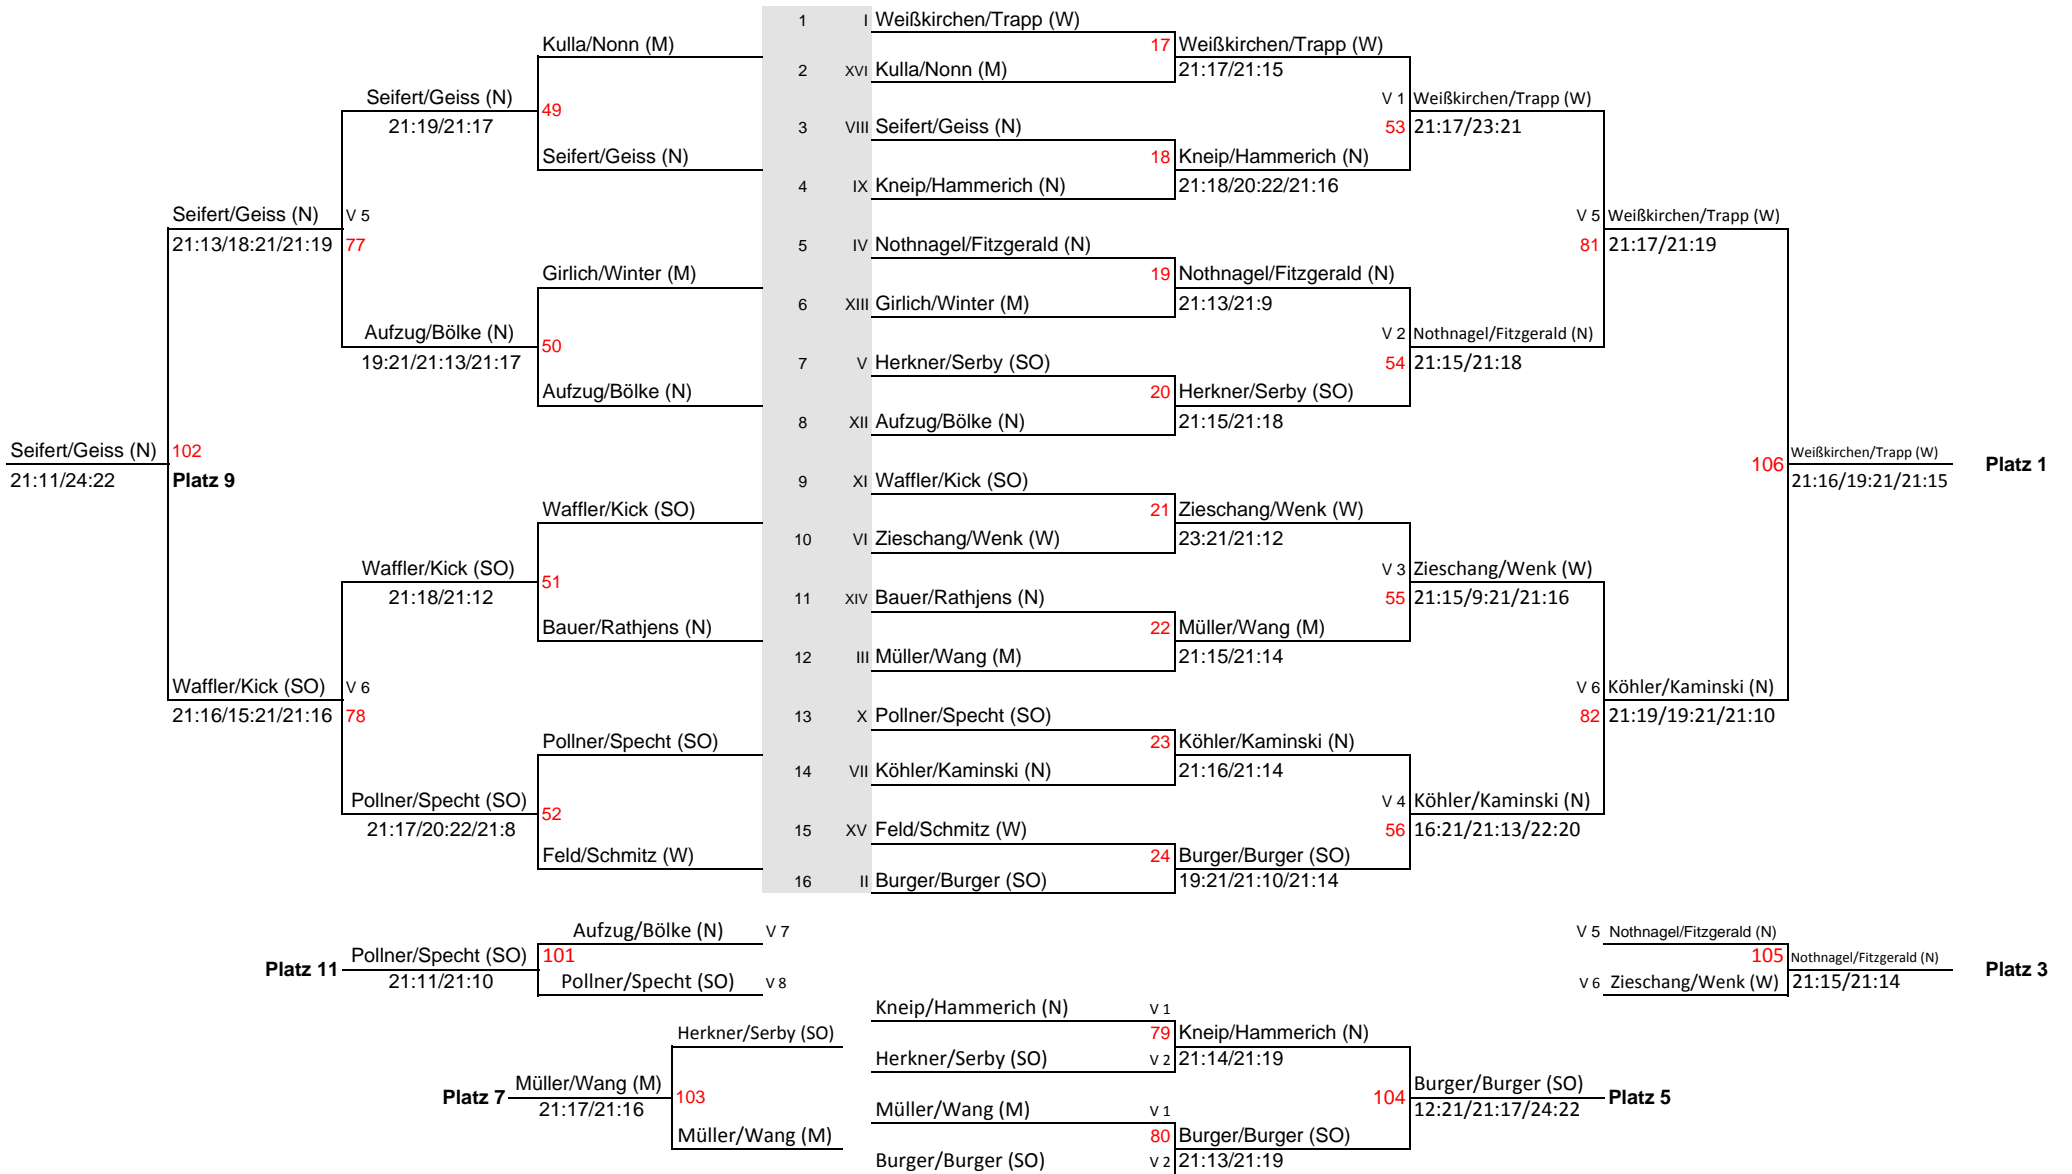 1 I Weißkirchen/Trapp (W)
Kulla/Nonn (M) 17 Weißkirchen/Trapp (W)
2 XVI Kulla/Nonn (M) 21:17/21:15
Seifert/Geiss (N) 49 V 1 Weißkirchen/Trapp (W)
21:19/21:17 3 VIII Seifert/Geiss (N) 53 21:17/23:21
Seifert/Geiss (N) 18 Kneip/Hammerich (N)
4 IX Kneip/Hammerich (N) 21:18/20:22/21:16
Seifert/Geiss (N) V 5 V 5 Weißkirchen/Trapp (W)
21:13/18:21/21:19 77 5 IV Nothnagel/Fitzgerald (N) 81 21:17/21:19
Girlich/Winter (M) 19 Nothnagel/Fitzgerald (N)
6 XIII Girlich/Winter (M) 21:13/21:9
Aufzug/Bölke (N) 50 V 2 Nothnagel/Fitzgerald (N)
19:21/21:13/21:17 7 V Herkner/Serby (SO) 54 21:15/21:18
Aufzug/Bölke (N) 20 Herkner/Serby (SO)
8 XII Aufzug/Bölke (N) 21:15/21:18
Seifert/Geiss (N) 102 106 Weißkirchen/Trapp (W) Platz 1
21:11/24:22 Platz 9 9 XI Waffler/Kick (SO) 21:16/19:21/21:15
Waffler/Kick (SO) 21 Zieschang/Wenk (W)
10 VI Zieschang/Wenk (W) 23:21/21:12
Waffler/Kick (SO) 51 V 3 Zieschang/Wenk (W)
21:18/21:12 11 XIV Bauer/Rathjens (N) 55 21:15/9:21/21:16
Bauer/Rathjens (N) 22 Müller/Wang (M)
12 III Müller/Wang (M) 21:15/21:14
Waffler/Kick (SO) V 6 V 6 Köhler/Kaminski (N)
21:16/15:21/21:16 78 13 X Pollner/Specht (SO) 82 21:19/19:21/21:10
Pollner/Specht (SO) 23 Köhler/Kaminski (N)
14 VII Köhler/Kaminski (N) 21:16/21:14
Pollner/Specht (SO) 52 V 4 Köhler/Kaminski (N)
21:17/20:22/21:8 15 XV Feld/Schmitz (W) 56 16:21/21:13/22:20
Feld/Schmitz (W) 24 Burger/Burger (SO)
16 II Burger/Burger (SO) 19:21/21:10/21:14
Aufzug/Bölke (N) V 7 V 5 Nothnagel/Fitzgerald (N)
Platz 11 Pollner/Specht (SO) 101 105 Nothnagel/Fitzgerald (N) Platz 3
21:11/21:10 Pollner/Specht (SO) V 8 V 6 Zieschang/Wenk (W) 21:15/21:14
Kneip/Hammerich (N) V 1
Herkner/Serby (SO) 79 Kneip/Hammerich (N)
Herkner/Serby (SO) V 2 21:14/21:19
Platz 7 Müller/Wang (M) 103 104 Burger/Burger (SO) Platz 5
21:17/21:16 Müller/Wang (M) V 1 12:21/21:17/24:22
Müller/Wang (M) 80 Burger/Burger (SO)
Burger/Burger (SO) V 2 21:13/21:19